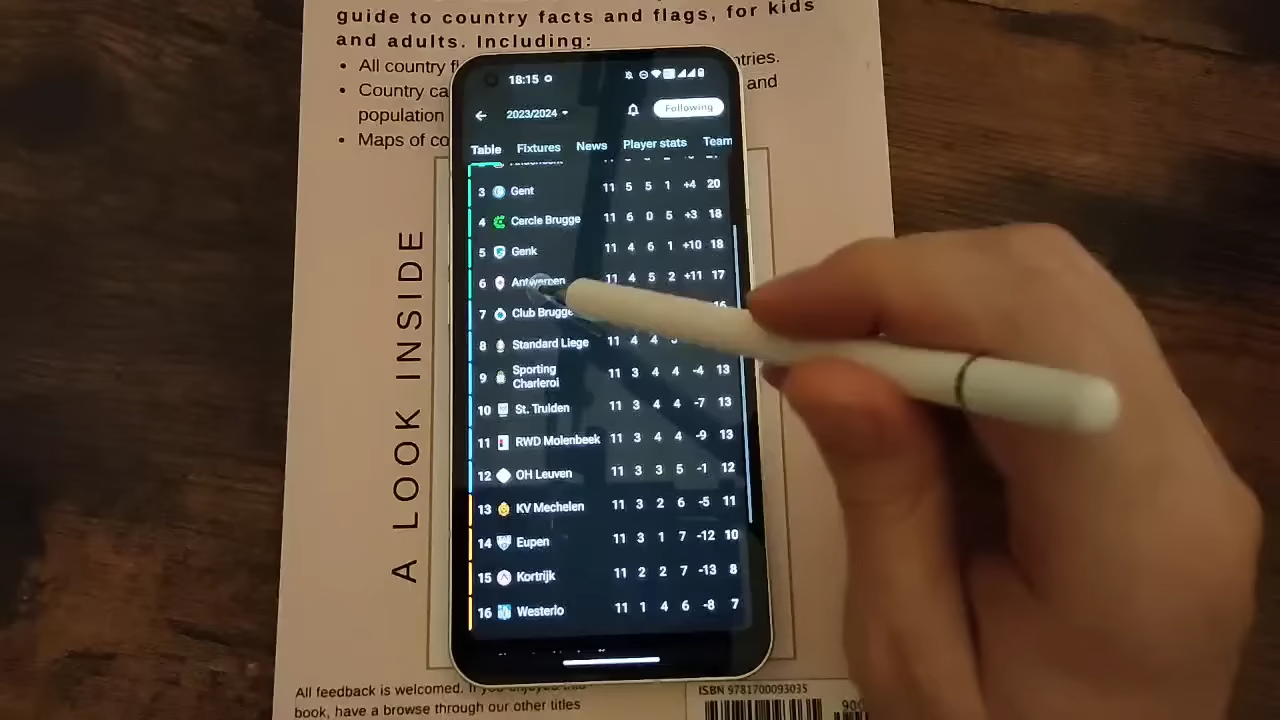 guide to country facts and flags, for kids
and adults. Including:
• All country
• Country
population
• Maps of
and
A LOOK INSIDE
18:15
2023/2024
Following
Table Fixtures News Player stats Team
3 Gent 11 5 5 1 +4 20
4 Cercle Brugge 11 6 0 5 +3 18
5 Genk 11 4 6 1 +10 18
6 Antwerpen 11 4 5 2 +11 17
7 Club Brugge 16
8 Standard Liege 11 4 4
9 Sporting Charleroi 11 3 4 4 -4 13
10 St. Truiden 11 3 4 4 -7 13
11 RWD Molenbeek 11 3 4 4 -9 13
12 OH Leuven 11 3 3 5 -1 12
13 KV Mechelen 11 3 2 6 -5 11
14 Eupen 11 3 1 7 -12 10
15 Kortrijk 11 2 2 7 -13 8
16 Westerlo 11 1 4 6 -8 7
All feedback is welcomed. If you enjoyed this
book, have a browse through our other titles
ISBN 9781700093035